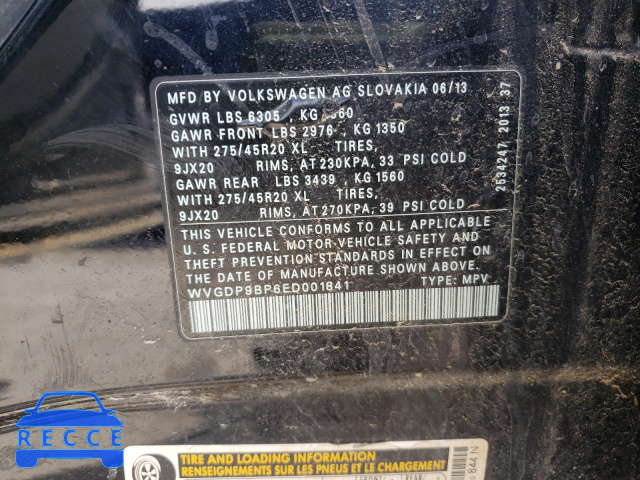 MFD BY VOLKSWAGEN AG SLOVAKIA 06/13
GVWR LBS 6305 , KG 860
GAWR FRONT LBS 2976 , KG 1350
WITH 275/45R20 XL TIRES,
9JX20 RIMS, AT 230KPA, 33 PSI COLD
GAWR REAR LBS 3439 , KG 1560
WITH 275/45R20 XL TIRES,
9JX20 RIMS, AT 270KPA, 39 PSI COLD
THIS VEHICLE CONFORMS TO ALL APPLICABLE
U. S. FEDERAL MOTOR VEHICLE SAFETY AND
THEFT PREVENTION STANDARDS IN EFFECT ON
THE DATE OF MANUFACTURE SHOWN ABOVE.
WVGDP9BP6ED001841 TYPE: MPV
2534247 2013 37
TIRE AND LOADING INFORMATION
RENSEIGNEMENTS SUR LES PNEUS ET LE CHARGEMENT
FRONT REAR
844 N
RECCE